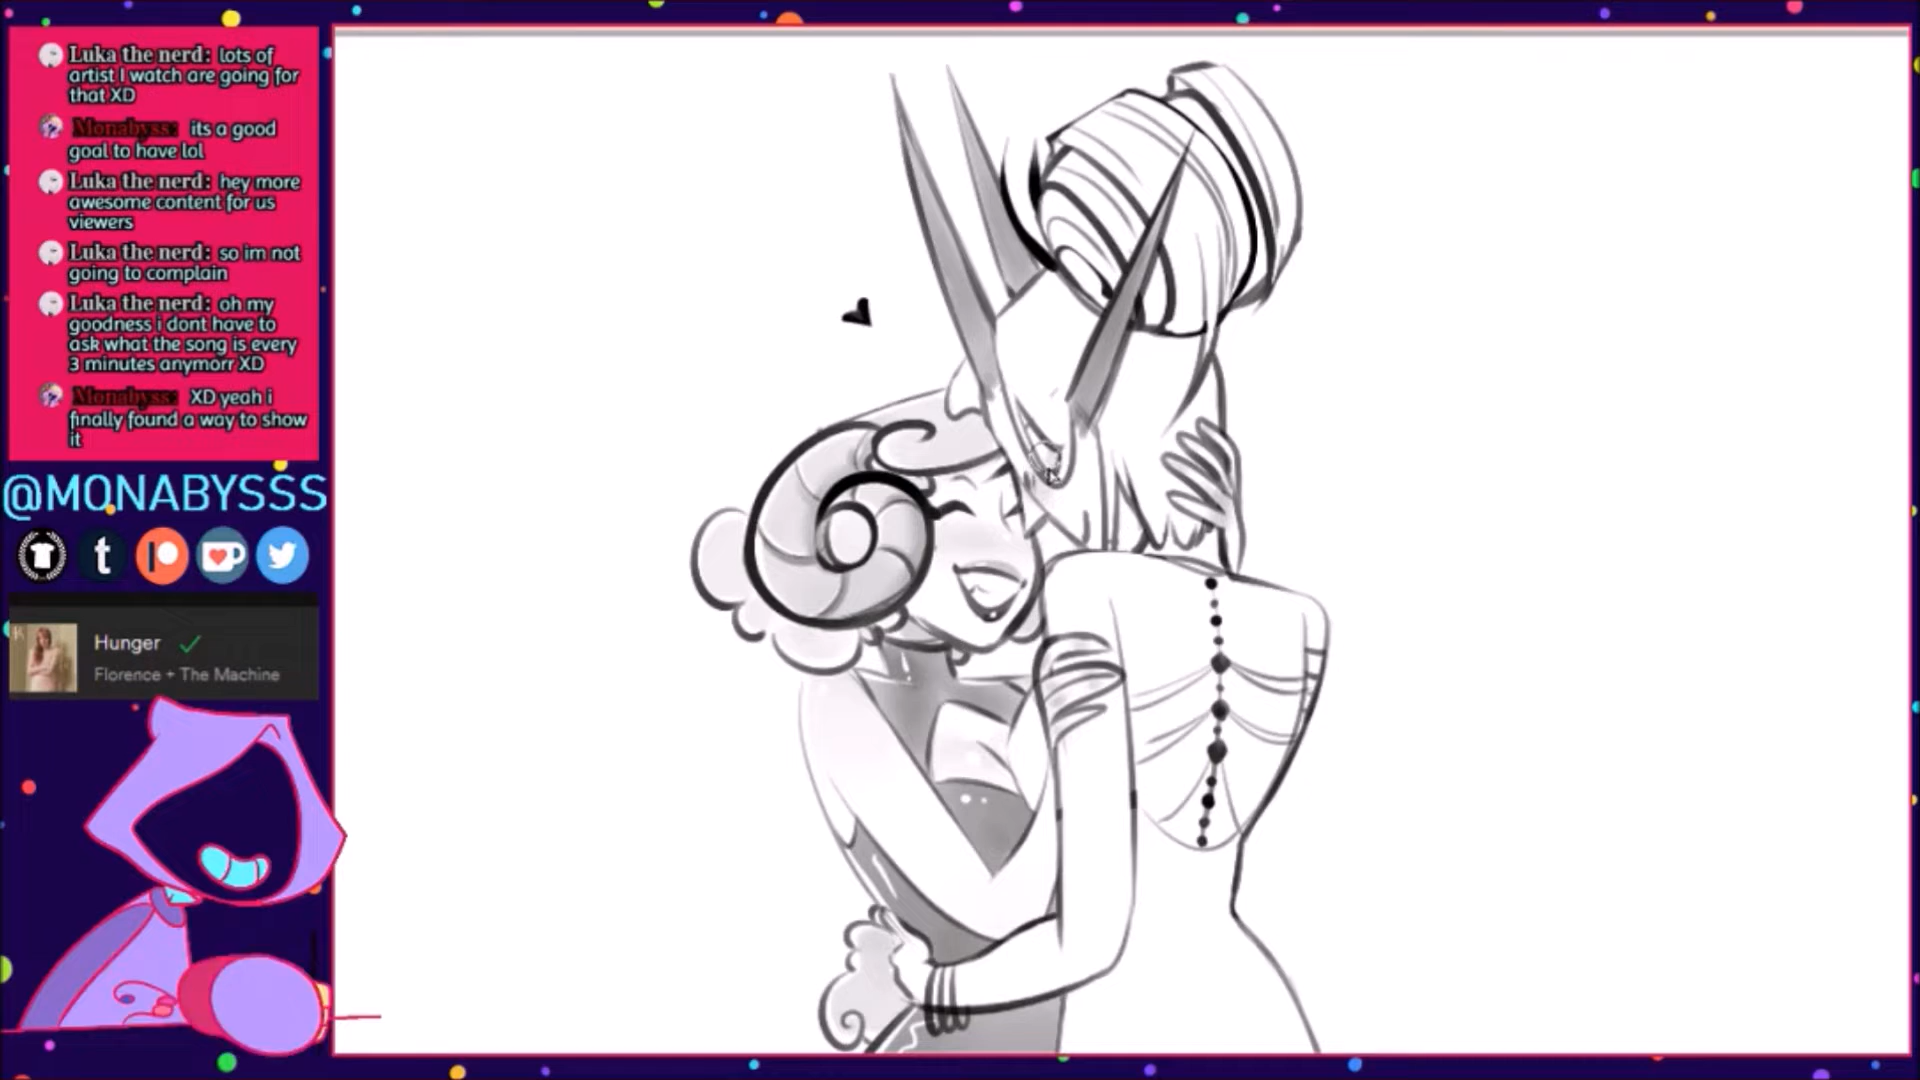 Luka the nerd: lots of
artist I watch are going for
that XD
Monabyss: its a good
goal to have lol
Luka the nerd: hey more
awesome content for us
viewers
Luka the nerd: so im not
going to complain
Luka the nerd: oh my
goodness i dont have to
ask what the song is every
3 minutes anymorr XD
Monabyss: XD yeah i
finally found a way to show
it
@MONABYSSS
Hunger
Florence + The Machine